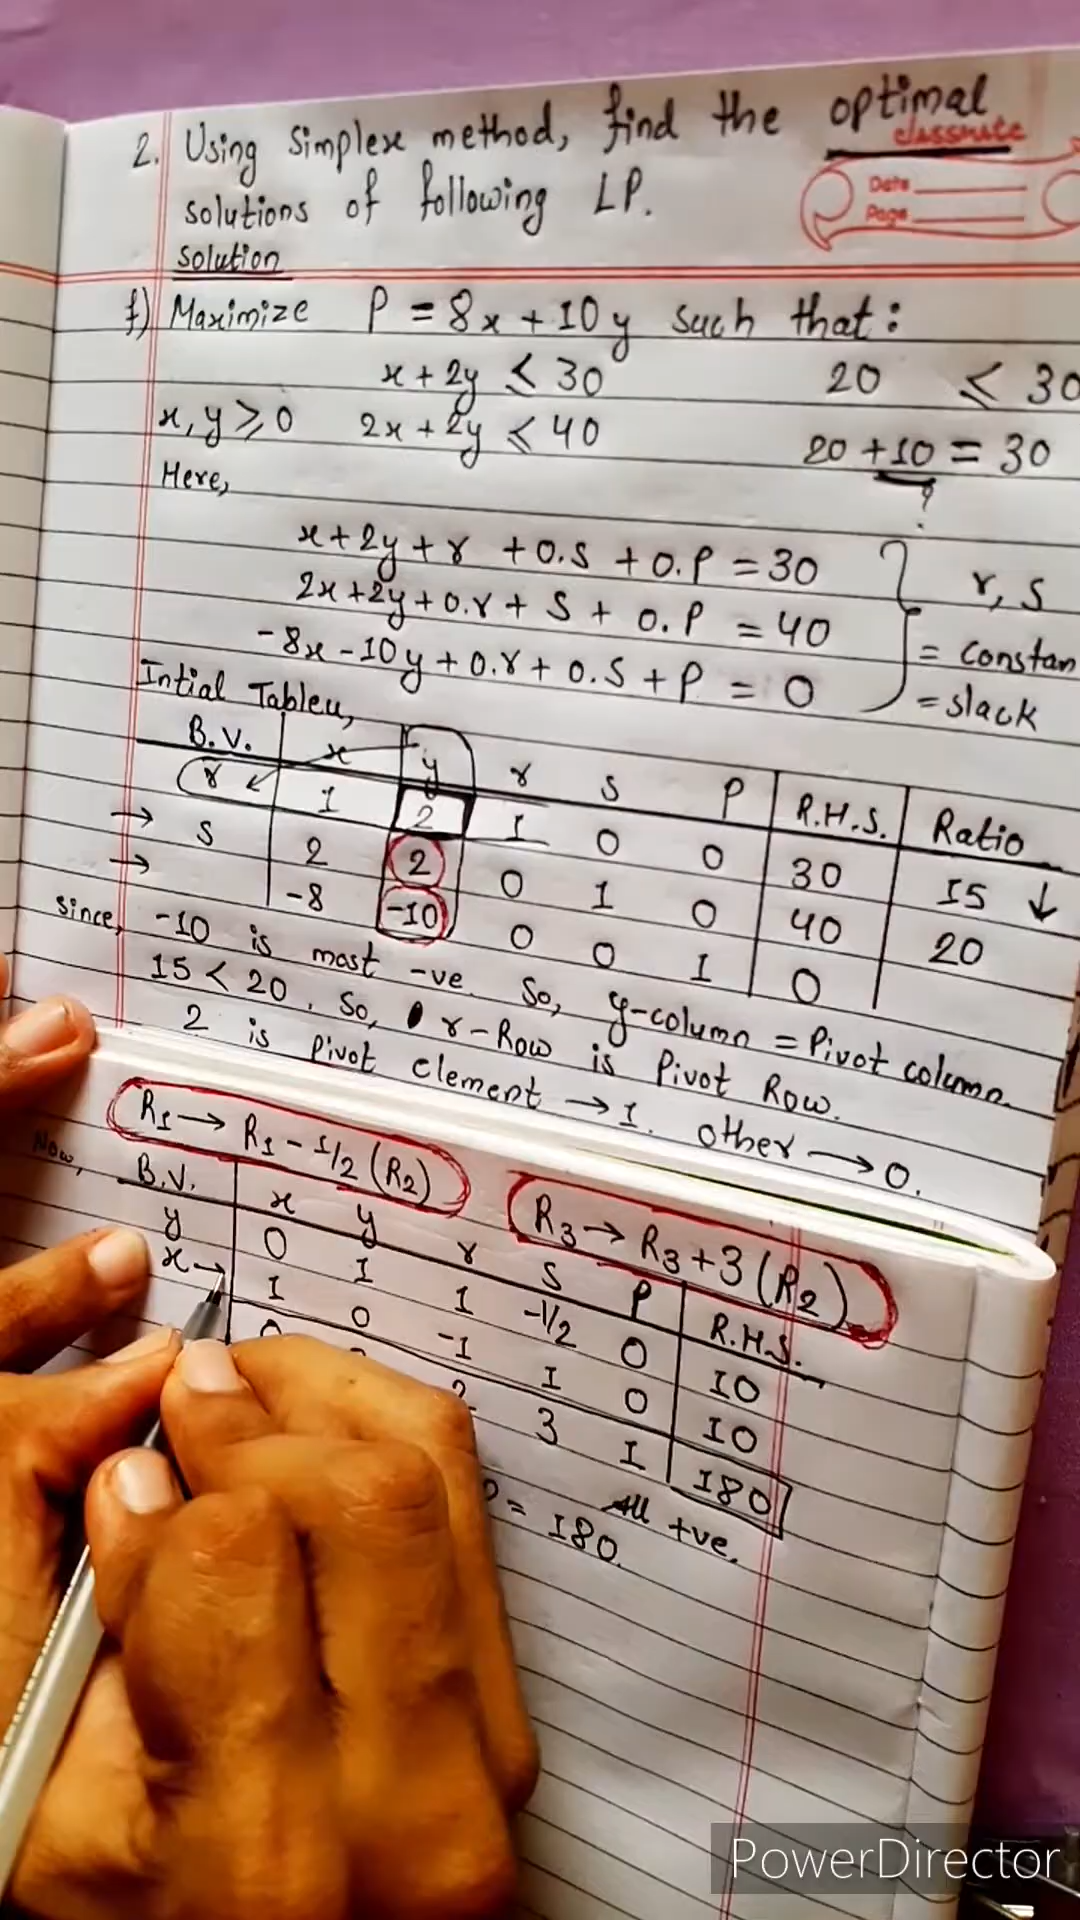 2. Using Simplex method, find the optimal
classmate
solutions of following LP.
Date
Page
solution
f) Maximize P = 8x + 10y such that :
x + 2y ≤ 30 20 ≤ 30
x, y ≥ 0 2x + 2y ≤ 40 20 + 10 = 30
Here, ?
x + 2y + r + 0.s + 0.p = 30
2x + 2y + 0.r + s + 0.p = 40 r, s
-8x - 10y + 0.r + 0.s + p = 0 = constan
Intial Tableu, = slack
B.V. x y r s p R.H.S. Ratio
r 1 2 1 0 0 30 15 ↓
→ s 2 2 0 1 0 40 20
→ -8 -10 0 0 1 0
since, -10 is most -ve. So, y-column = Pivot column.
15 < 20. So, r-Row is Pivot Row.
2 is Pivot element → 1. other → 0.
R1 → R1 - 1/2 (R2) R3 → R3 + 3 (R2)
Now,
B.V. x y r s p R.H.S.
y 0 1 1 -1/2 0 10
x → 1 0 -1 1 0 10
0 2 3 1 180
All +ve.
P = 180.
PowerDirector